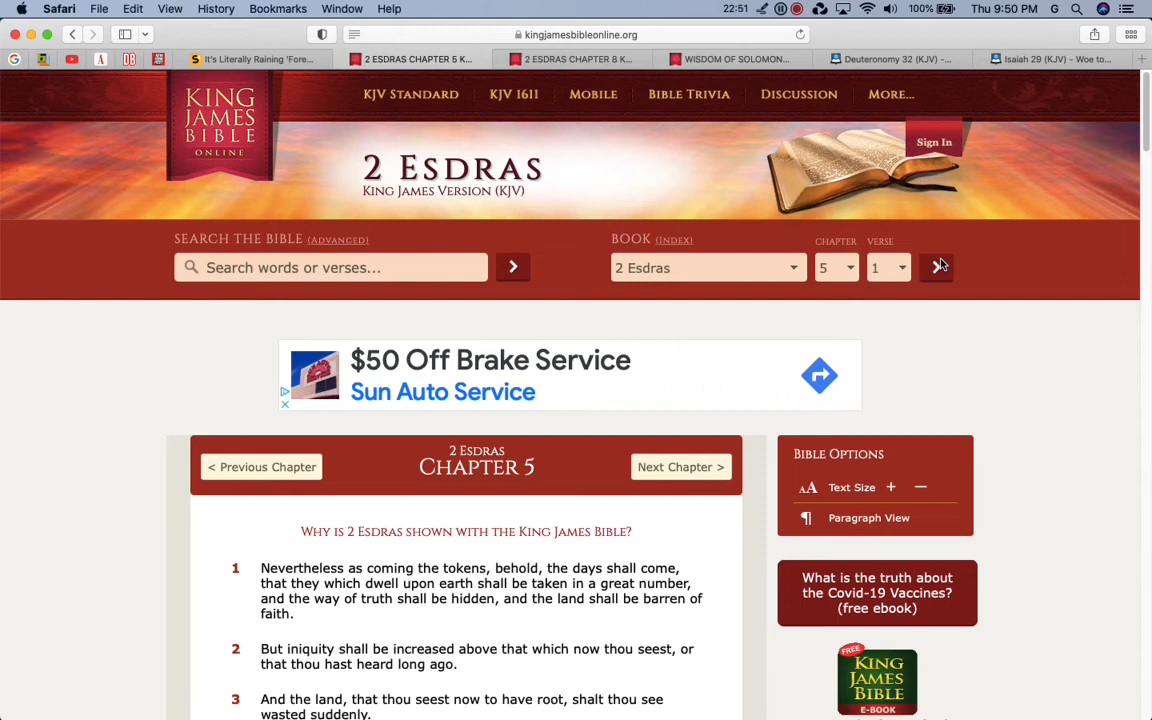 Safari File Edit View History Bookmarks Window Help 22:51 100% Thu 9:50 PM G
kingjamesbibleonline.org
It's Literally Raining 'Fore... 2 ESDRAS CHAPTER 5 K... 2 ESDRAS CHAPTER 8 K... WISDOM OF SOLOMON... Deuteronomy 32 (KJV) -... Isaiah 29 (KJV) - Woe to...
KING
JAMES
BIBLE
ONLINE
KJV STANDARD KJV 1611 MOBILE BIBLE TRIVIA DISCUSSION MORE...
Sign In
2 ESDRAS
KING JAMES VERSION (KJV)
SEARCH THE BIBLE (ADVANCED)
Search words or verses...
BOOK (INDEX) CHAPTER VERSE
2 Esdras 5 1
$50 Off Brake Service
Sun Auto Service
< Previous Chapter
2 ESDRAS
CHAPTER 5
Next Chapter >
WHY IS 2 ESDRAS SHOWN WITH THE KING JAMES BIBLE?
1 Nevertheless as coming the tokens, behold, the days shall come,
that they which dwell upon earth shall be taken in a great number,
and the way of truth shall be hidden, and the land shall be barren of
faith.
2 But iniquity shall be increased above that which now thou seest, or
that thou hast heard long ago.
3 And the land, that thou seest now to have root, shalt thou see
wasted suddenly.
BIBLE OPTIONS
AA Text Size + −
¶ Paragraph View
What is the truth about
the Covid-19 Vaccines?
(free ebook)
FREE
KING
JAMES
BIBLE
E-BOOK